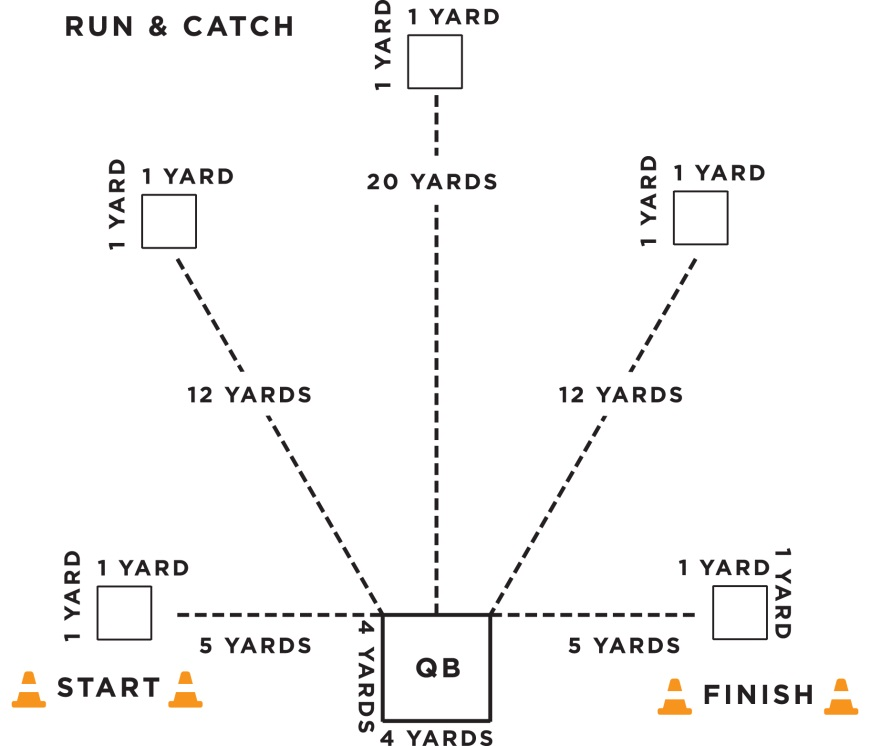 RUN & CATCH
1 YARD
1 YARD
20 YARDS
1 YARD
1 YARD
1 YARD
1 YARD
12 YARDS
12 YARDS
1 YARD
1 YARD
1 YARD
1 YARD
5 YARDS
4 YARDS
QB
5 YARDS
START
FINISH
4 YARDS